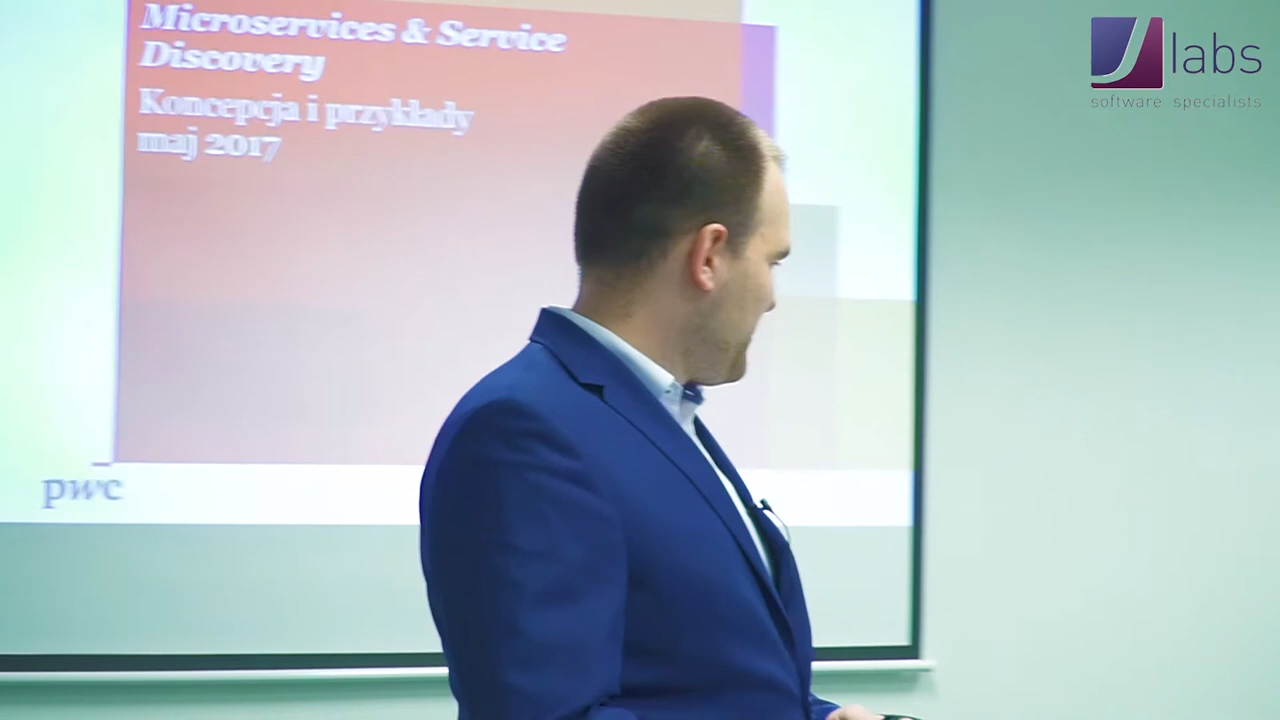 Microservices & Service
Discovery
Koncepcja i przykłady
maj 2017
pwc
J labs
software specialists